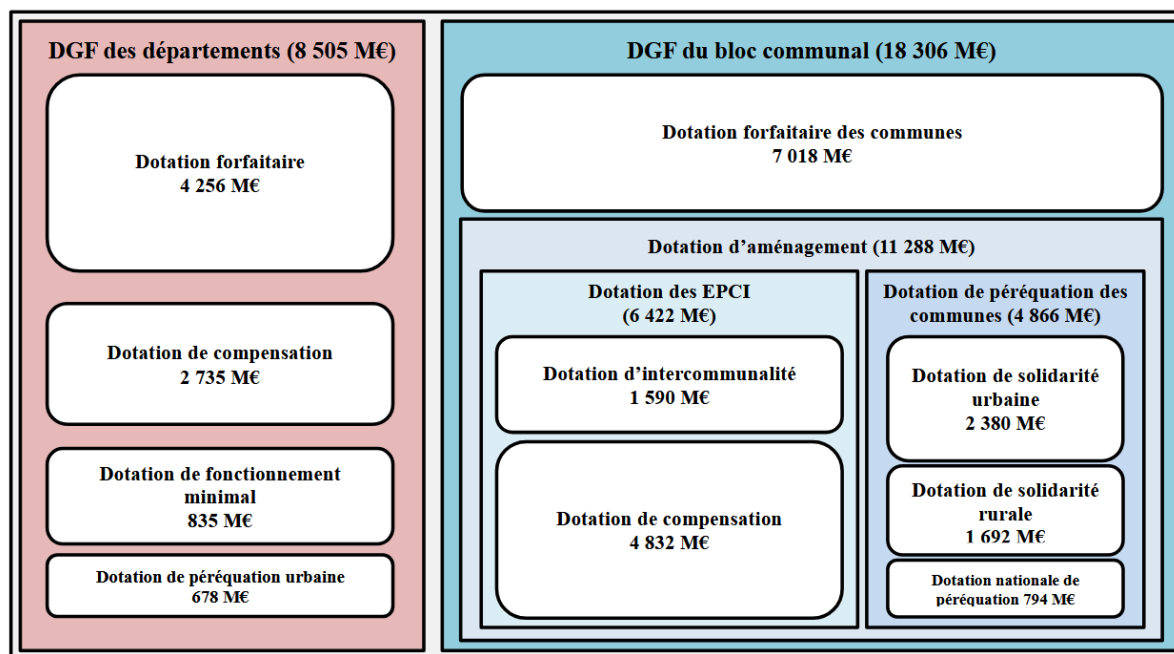 DGF des départements (8 505 M€)
Dotation forfaitaire
4 256 M€
Dotation de compensation
2 735 M€
Dotation de fonctionnement
minimal
835 M€
Dotation de péréquation urbaine
678 M€
DGF du bloc communal (18 306 M€)
Dotation forfaitaire des communes
7 018 M€
Dotation d’aménagement (11 288 M€)
Dotation des EPCI
(6 422 M€)
Dotation d’intercommunalité
1 590 M€
Dotation de compensation
4 832 M€
Dotation de péréquation des
communes (4 866 M€)
Dotation de solidarité
urbaine
2 380 M€
Dotation de solidarité
rurale
1 692 M€
Dotation nationale de
péréquation 794 M€